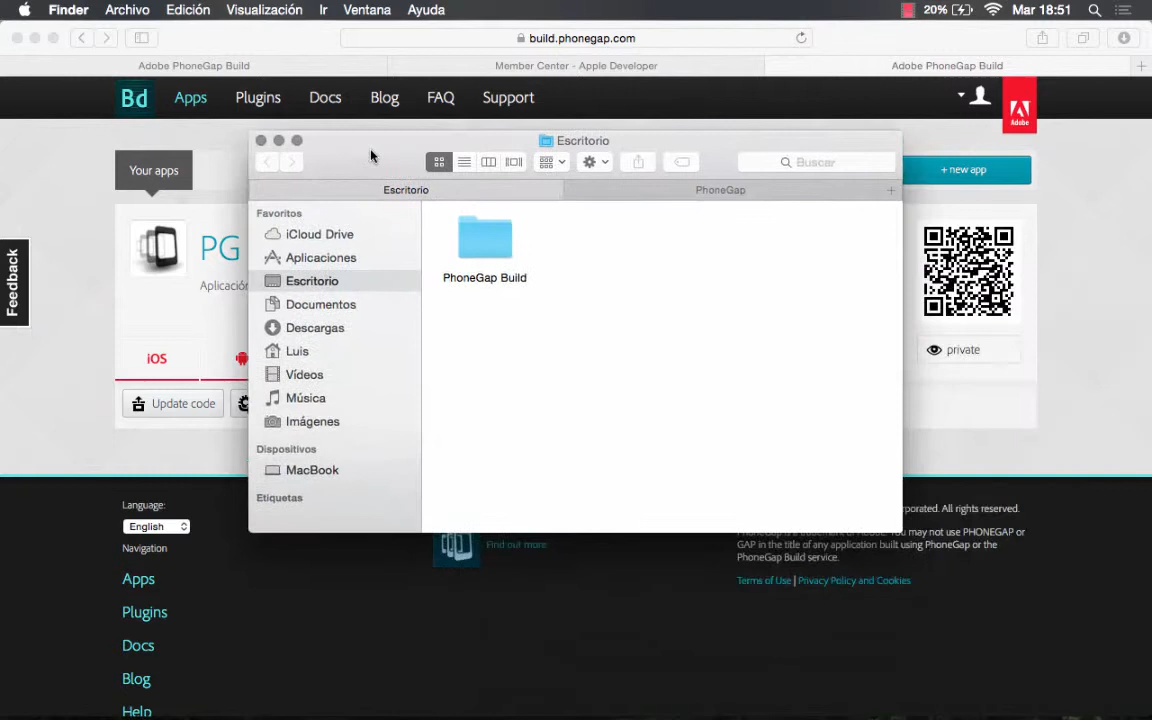 Finder Archivo Edición Visualización Ir Ventana Ayuda 20% Mar 18:51
build.phonegap.com
Adobe PhoneGap Build Member Center - Apple Developer Adobe PhoneGap Build
Bd Apps Plugins Docs Blog FAQ Support
Adobe
Escritorio
Your apps
Buscar
+ new app
Escritorio PhoneGap
Favoritos
iCloud Drive
Aplicaciones
Escritorio
Documentos
Descargas
Luis
Vídeos
Música
Imágenes
Dispositivos
MacBook
Etiquetas
PhoneGap Build
PG
Aplicació
Feedback
iOS
private
Update code
Language:
English
Navigation
Apps
Plugins
Docs
Blog
Help
Find out more
rporated. All rights reserved.
PhoneGap is a trademark of Adobe. You may not use PHONEGAP or
GAP in the title of any application built using PhoneGap or the
PhoneGap Build service.
Terms of Use | Privacy Policy and Cookies